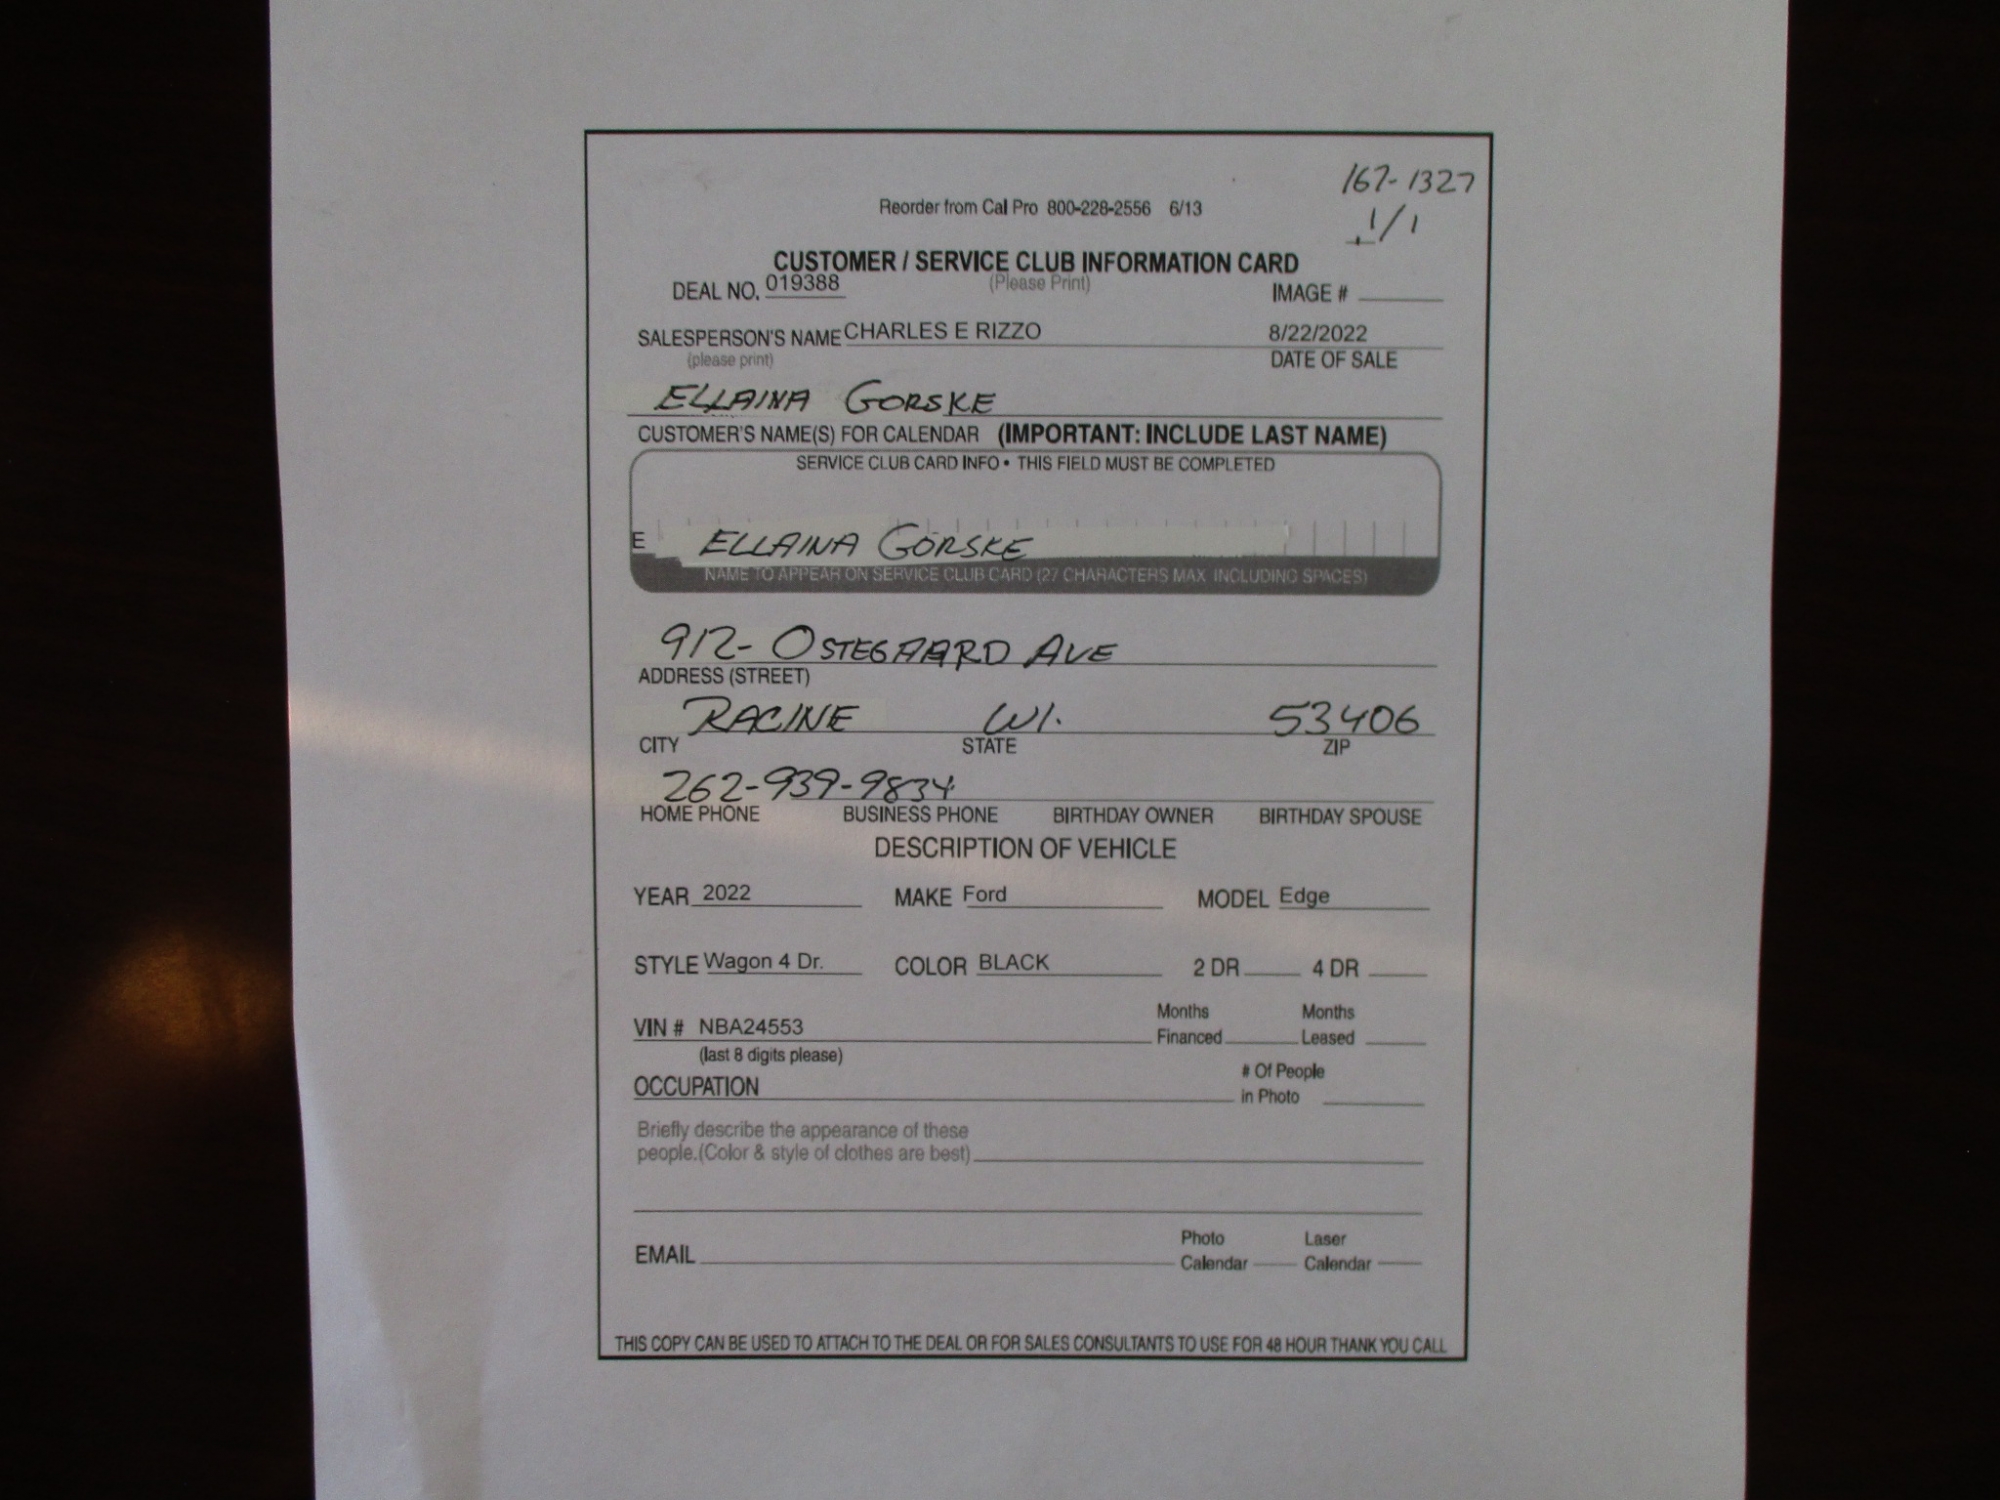 167-1327
Reorder from Cal Pro 800-228-2556 6/13
1/1
CUSTOMER / SERVICE CLUB INFORMATION CARD
DEAL NO. 019388 (Please Print) IMAGE #
SALESPERSON'S NAME CHARLES E RIZZO 8/22/2022
(please print) DATE OF SALE
ELLAINA GORSKE
CUSTOMER'S NAME(S) FOR CALENDAR (IMPORTANT: INCLUDE LAST NAME)
SERVICE CLUB CARD INFO • THIS FIELD MUST BE COMPLETED
E ELLAINA GORSKE
NAME TO APPEAR ON SERVICE CLUB CARD (27 CHARACTERS MAX INCLUDING SPACES)
912- OSTEGAARD AVE
ADDRESS (STREET)
RACINE WI. 53406
CITY STATE ZIP
262-939-9834
HOME PHONE BUSINESS PHONE BIRTHDAY OWNER BIRTHDAY SPOUSE
DESCRIPTION OF VEHICLE
YEAR 2022 MAKE Ford MODEL Edge
STYLE Wagon 4 Dr. COLOR BLACK 2 DR 4 DR
Months Months
VIN # NBA24553 Financed Leased
(last 8 digits please)
# Of People
OCCUPATION in Photo
Briefly describe the appearance of these
people.(Color & style of clothes are best)
Photo Laser
EMAIL Calendar Calendar
THIS COPY CAN BE USED TO ATTACH TO THE DEAL OR FOR SALES CONSULTANTS TO USE FOR 48 HOUR THANK YOU CALL